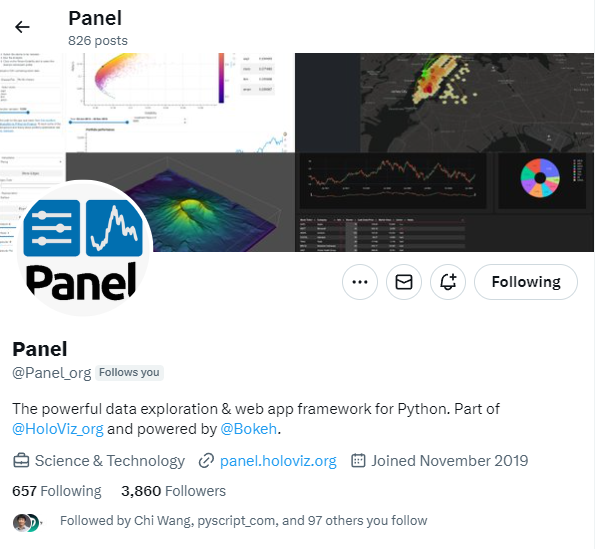 Panel
826 posts
Panel
Following
Panel
@Panel_org Follows you
The powerful data exploration & web app framework for Python. Part of
@HoloViz_org and powered by @Bokeh.
Science & Technology panel.holoviz.org Joined November 2019
657 Following 3,860 Followers
Followed by Chi Wang, pyscript_com, and 97 others you follow